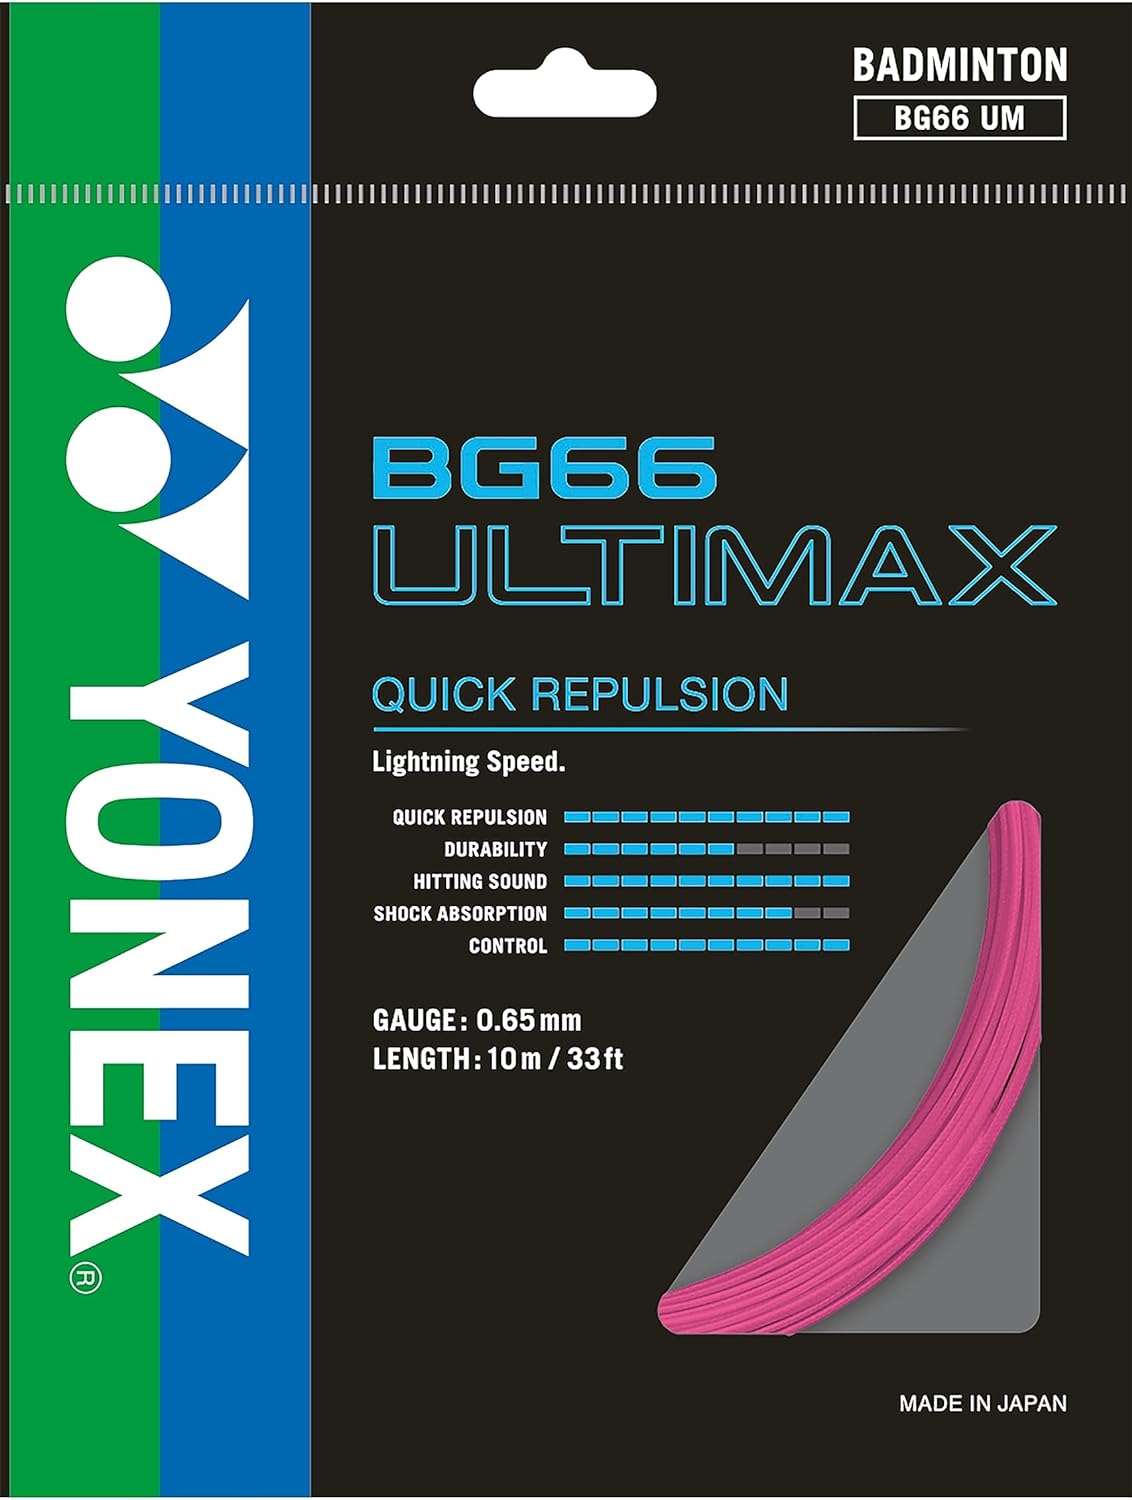 BADMINTON
BG66 UM
YONEX®
BG66
ULTIMAX
QUICK REPULSION
Lightning Speed.
QUICK REPULSION
DURABILITY
HITTING SOUND
SHOCK ABSORPTION
CONTROL
GAUGE: 0.65mm
LENGTH: 10m / 33ft
MADE IN JAPAN